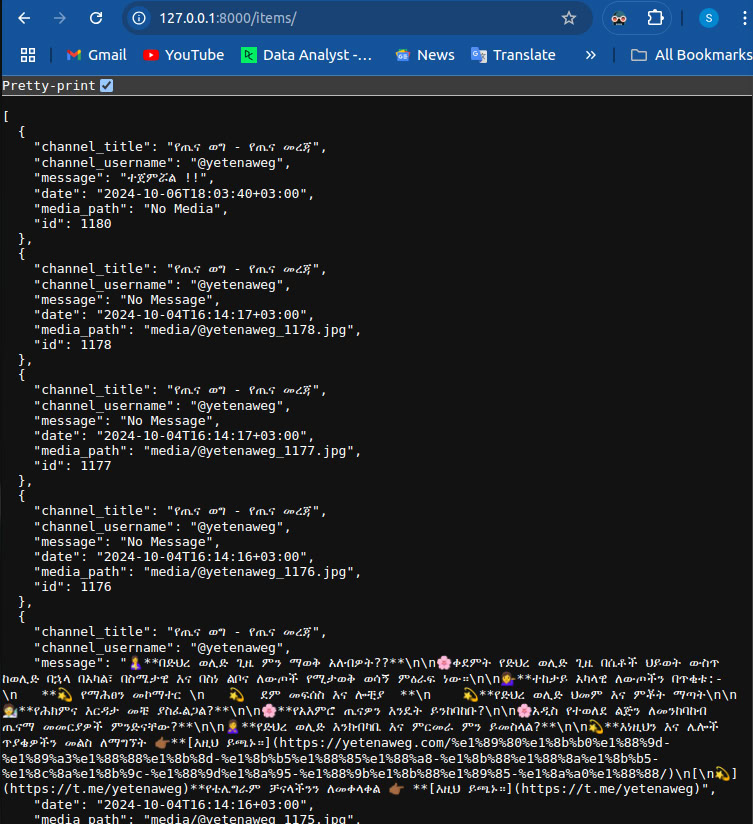 127.0.0.1:8000/items/
S
Gmail
YouTube
Data Analyst -...
News
Translate
»
All Bookmarks
Pretty-print
[
{
"channel_title": "የጤና ወግ - የጤና መረጃ",
"channel_username": "@yetenaweg",
"message": "ተጀምሯል !!",
"date": "2024-10-06T18:03:40+03:00",
"media_path": "No Media",
"id": 1180
},
{
"channel_title": "የጤና ወግ - የጤና መረጃ",
"channel_username": "@yetenaweg",
"message": "No Message",
"date": "2024-10-04T16:14:17+03:00",
"media_path": "media/@yetenaweg_1178.jpg",
"id": 1178
},
{
"channel_title": "የጤና ወግ - የጤና መረጃ",
"channel_username": "@yetenaweg",
"message": "No Message",
"date": "2024-10-04T16:14:17+03:00",
"media_path": "media/@yetenaweg_1177.jpg",
"id": 1177
},
{
"channel_title": "የጤና ወግ - የጤና መረጃ",
"channel_username": "@yetenaweg",
"message": "No Message",
"date": "2024-10-04T16:14:16+03:00",
"media_path": "media/@yetenaweg_1176.jpg",
"id": 1176
},
{
"channel_title": "የጤና ወግ - የጤና መረጃ",
"channel_username": "@yetenaweg",
"message": "🤱**በድህረ ወሊድ ጊዜ ምን ማወቅ አለብዎት??**\n\n🌸ቀደምት የድህረ ወሊድ ጊዜ በሴቶች ህይወት ውስጥ
ከወሊድ በኋላ በአካል፣ በስሜታዊ እና በስነ ልቦና ለውጦች የሚታወቅ ወሳኝ ምዕራፍ ነው።\n\n💁‍♀️**ተከታይ አካላዊ ለውጦችን በጥቂቱ:-
\n **💫 የማሕፀን መኮማተር \n 💫 ደም መፍሰስ እና ሎቺያ **\n 💫**የድህረ ወሊድ ህመም እና ምቾት ማጣት\n\n
🧑‍⚕️**የሕክምና እርዳታ መቼ ያስፈልጋል?**\n\n🌸**የአእምሮ ጤናዎን እንዴት ይንከባከቡ?\n\n🌸አዲስ የተወለደ ልጅን ለመንከባከብ
ጤናማ መመርያዎች ምንድናቸው?**\n\n🤱**የድህረ ወሊድ እንክብካቤ እና ምርመራ ምን ይመስላል?**\n\n💫**እነዚህን እና ሌሎች
ጥያቄዎችን መልስ ለማግኘት 👉🏾**[እዚህ ይጫኑ።](https://yetenaweg.com/%e1%89%80%e1%8b%b0%e1%88%9d-
%e1%89%a3%e1%88%88%e1%8b%8d-%e1%8b%b5%e1%88%85%e1%88%a8-%e1%8b%88%e1%88%8a%e1%8b%b5-
%e1%8c%8a%e1%8b%9c-%e1%88%9d%e1%8a%95-%e1%88%9b%e1%8b%88%e1%89%85-%e1%8a%a0%e1%88%88/)\n[\n💫]
(https://t.me/yetenaweg)**የቴሌግራም ቻናላችንን ለመቀላቀል 👉🏾 **[እዚህ ይጫኑ።](https://t.me/yetenaweg)",
"date": "2024-10-04T16:14:16+03:00",
"media_path": "media/@yetenaweg_1175.jpg",